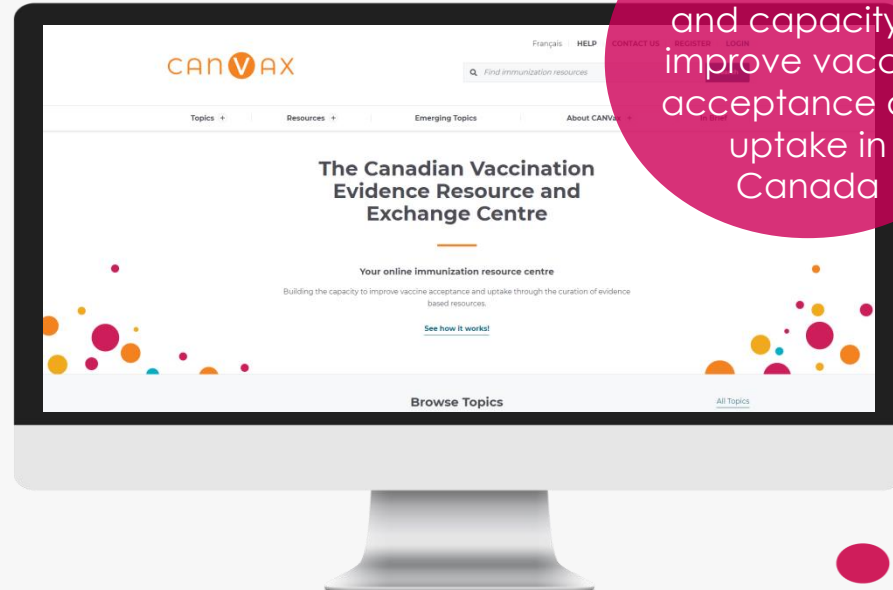 and capacity
improve vacc
acceptance
uptake in
Canada
Français HELP CONTACT US REGISTER LOGIN
CANVAX
Find immunization resources
Topics + Resources + Emerging Topics About CANVax + In Brief
The Canadian Vaccination
Evidence Resource and
Exchange Centre
Your online immunization resource centre
Building the capacity to improve vaccine acceptance and uptake through the curation of evidence
based resources.
See how it works!
Browse Topics
All Topics